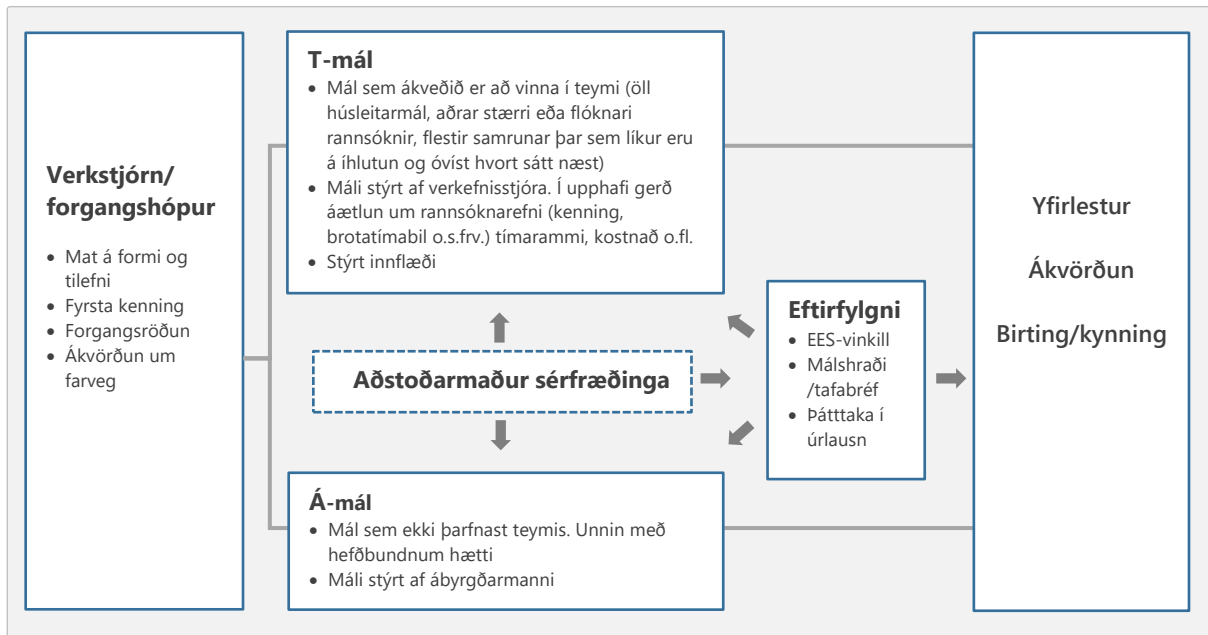 Verkstjórn/
forgangshópur
• Mat á formi og
tilefni
• Fyrsta kenning
• Forgangsröðun
• Ákvörðun um
farveg
T-mál
• Mál sem ákveðið er að vinna í teymi (öll
húsleitarmál, aðrar stærri eða flóknari
rannsóknir, flestir samrunar þar sem líkur eru
á íhlutun og óvíst hvort sátt næst)
• Máli stýrt af verkefnisstjóra. Í upphafi gerð
áætlun um rannsóknarefni (kenning,
brotatímabil o.s.frv.) tímarammi, kostnað o.fl.
• Stýrt innflæði
Aðstoðarmaður sérfræðinga
Á-mál
• Mál sem ekki þarfnast teymis. Unnin með
hefðbundnum hætti
• Máli stýrt af ábyrgðarmanni
Eftirfylgni
• EES-vinkill
• Málshraði
/tafabréf
• Þátttaka í
úrlausn
Yfirlestur
Ákvörðun
Birting/kynning